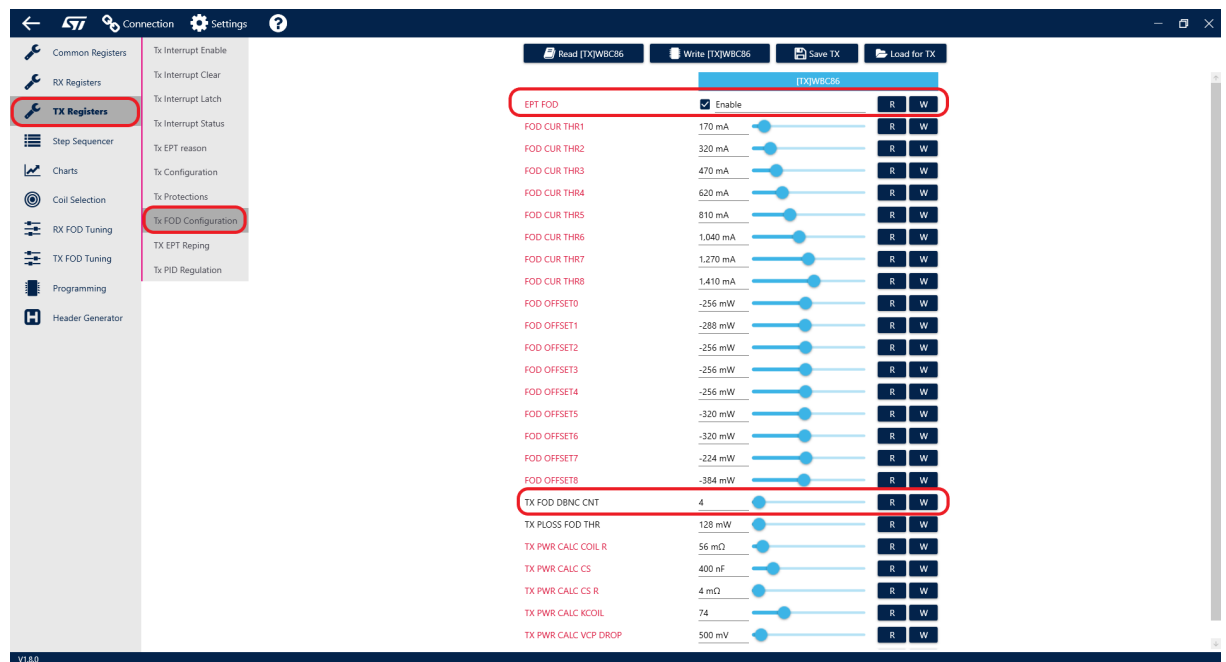 ST Connection Settings ?
Common Registers
RX Registers
TX Registers
Step Sequencer
Charts
Coil Selection
RX FOD Tuning
TX FOD Tuning
Programming
H Header Generator
Tx Interrupt Enable
Tx Interrupt Clear
Tx Interrupt Latch
Tx Interrupt Status
Tx EPT reason
Tx Configuration
Tx Protections
Tx FOD Configuration
TX EPT Reping
Tx PID Regulation
Read [TX]WBC86 Write [TX]WBC86 Save TX Load for TX
[TX]WBC86
EPT FOD Enable R W
FOD CUR THR1 170 mA R W
FOD CUR THR2 320 mA R W
FOD CUR THR3 470 mA R W
FOD CUR THR4 620 mA R W
FOD CUR THR5 810 mA R W
FOD CUR THR6 1,040 mA R W
FOD CUR THR7 1,270 mA R W
FOD CUR THR8 1,410 mA R W
FOD OFFSET0 -256 mW R W
FOD OFFSET1 -288 mW R W
FOD OFFSET2 -256 mW R W
FOD OFFSET3 -256 mW R W
FOD OFFSET4 -256 mW R W
FOD OFFSET5 -320 mW R W
FOD OFFSET6 -320 mW R W
FOD OFFSET7 -224 mW R W
FOD OFFSET8 -384 mW R W
TX FOD DBNC CNT 4 R W
TX PLOSS FOD THR 128 mW R W
TX PWR CALC COIL R 56 mΩ R W
TX PWR CALC CS 400 nF R W
TX PWR CALC CS R 4 mΩ R W
TX PWR CALC KCOIL 74 R W
TX PWR CALC VCP DROP 500 mV R W
V1.8.0